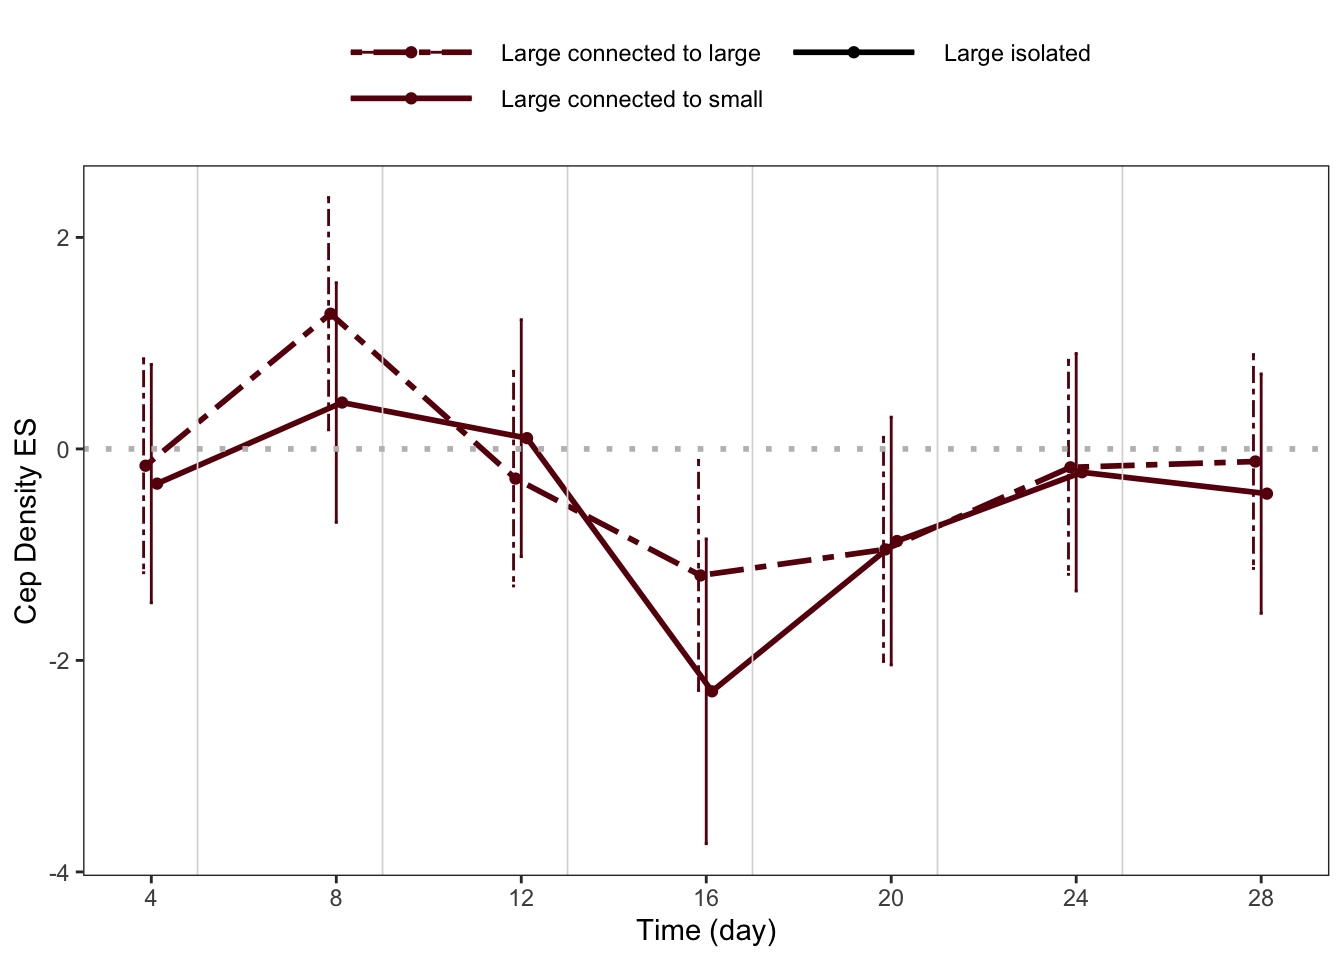 Large connected to large
Large isolated
Large connected to small
Cep Density ES
2
0
-2
-4
4 8 12 16 20 24 28
Time (day)